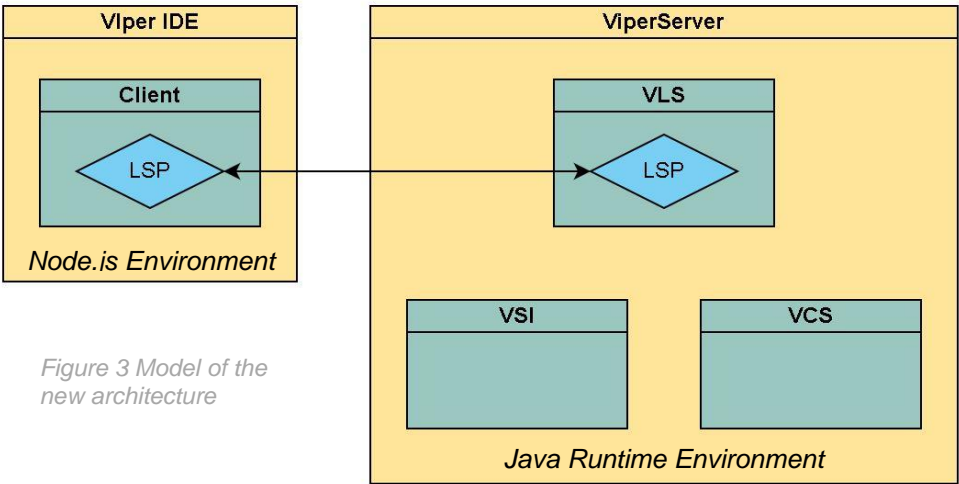 VIper IDE
ViperServer
Client
VLS
LSP
LSP
Node.is Environment
VSI
VCS
Figure 3 Model of the
new architecture
Java Runtime Environment